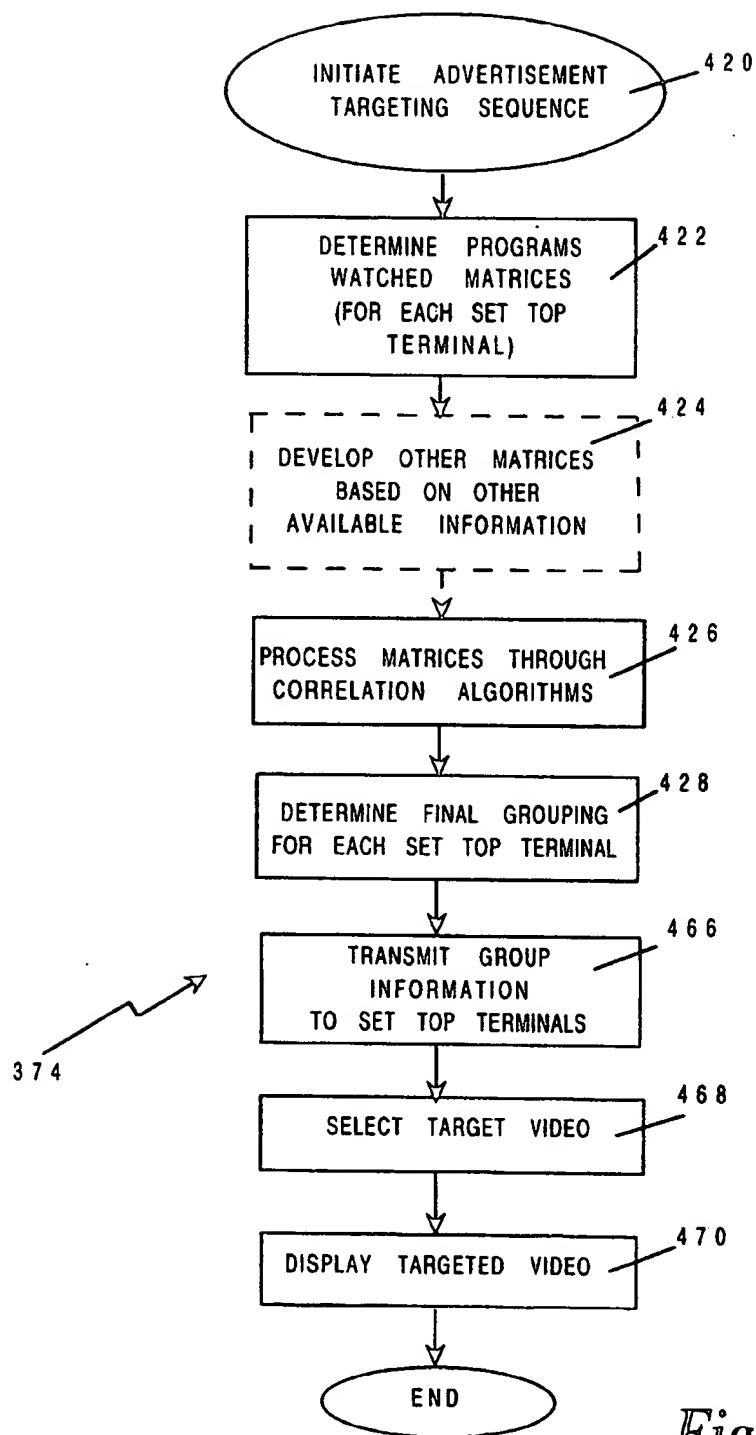 INITIATE ADVERTISEMENT
TARGETING SEQUENCE
420
DETERMINE PROGRAMS
WATCHED MATRICES
(FOR EACH SET TOP
TERMINAL)
422
DEVELOP OTHER MATRICES
BASED ON OTHER
AVAILABLE INFORMATION
424
PROCESS MATRICES THROUGH
CORRELATION ALGORITHMS
426
DETERMINE FINAL GROUPING
FOR EACH SET TOP TERMINAL
428
TRANSMIT GROUP
INFORMATION
TO SET TOP TERMINALS
466
374
SELECT TARGET VIDEO
468
DISPLAY TARGETED VIDEO
470
END